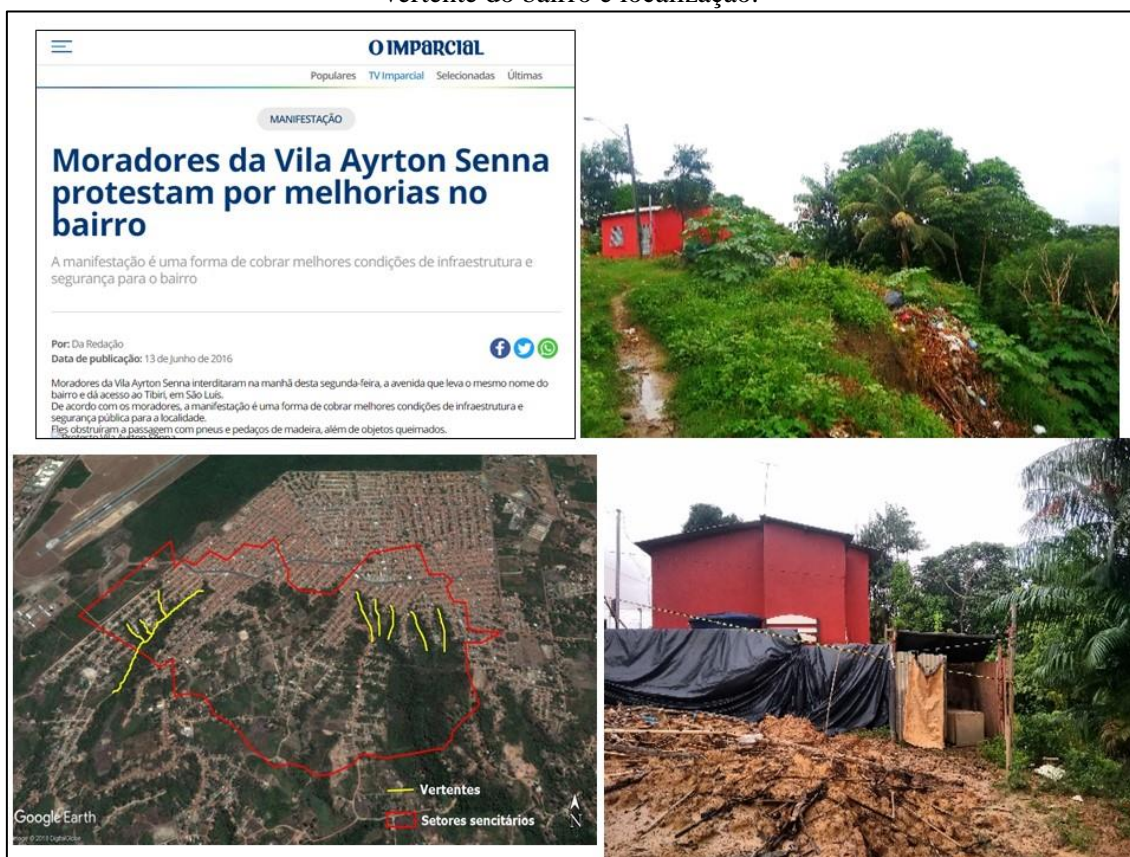 vertente do bairro e localização.
O IMPARCIAL
Populares TV Imparcial Selecionadas Últimas
MANIFESTAÇÃO
Moradores da Vila Ayrton Senna
protestam por melhorias no
bairro
A manifestação é uma forma de cobrar melhores condições de infraestrutura e
segurança para o bairro
Por: Da Redação
Data de publicação: 13 de Junho de 2016
Moradores da Vila Ayrton Senna interditaram na manhã desta segunda-feira, a avenida que leva o mesmo nome do
bairro e dá acesso ao Tibiri, em São Luís.
De acordo com os moradores, a manifestação é uma forma de cobrar melhores condições de infraestrutura e
segurança pública para a localidade.
Eles obstruíram a passagem com pneus e pedaços de madeira, além de objetos queimados.
Protesto Vila Ayrton Senna
Vertentes
Setores sencitários
N
Google Earth